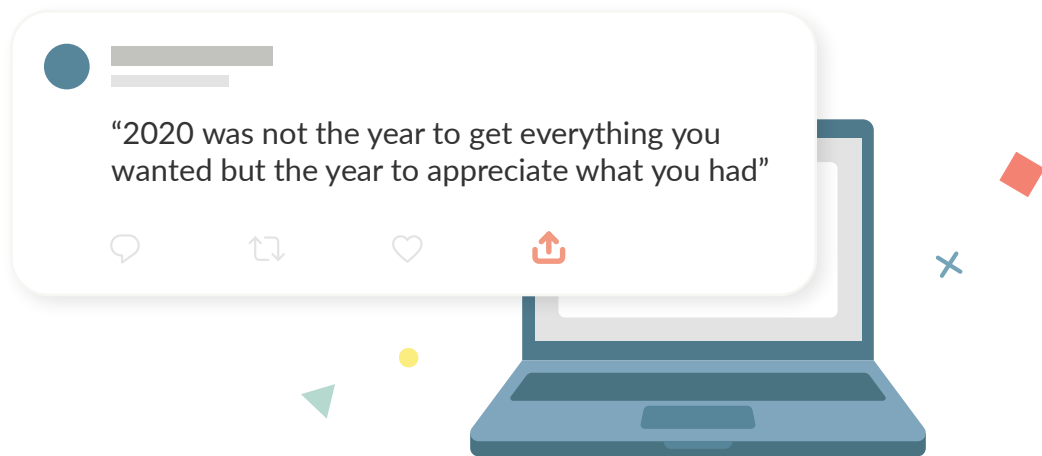 “2020 was not the year to get everything you
wanted but the year to appreciate what you had”